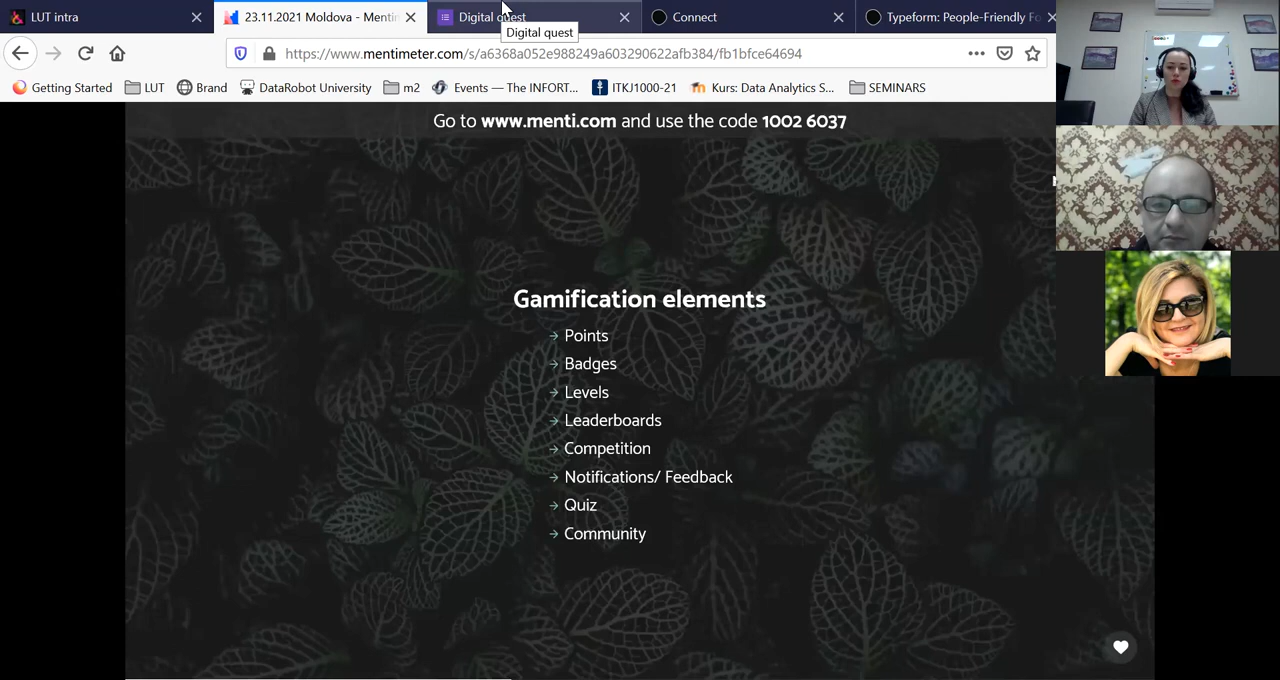 LUT intra
23.11.2021 Moldova - Mentin
Digital quest
Connect
Typeform: People-Friendly Fo
Digital quest
https://www.mentimeter.com/s/a6368a052e988249a603290622afb384/fb1bfce64694
Getting Started
LUT
Brand
DataRobot University
m2
Events — The INFORT...
ITKJ1000-21
Kurs: Data Analytics S...
SEMINARS
Go to www.menti.com and use the code 1002 6037
Gamification elements
→ Points
→ Badges
→ Levels
→ Leaderboards
→ Competition
→ Notifications/ Feedback
→ Quiz
→ Community